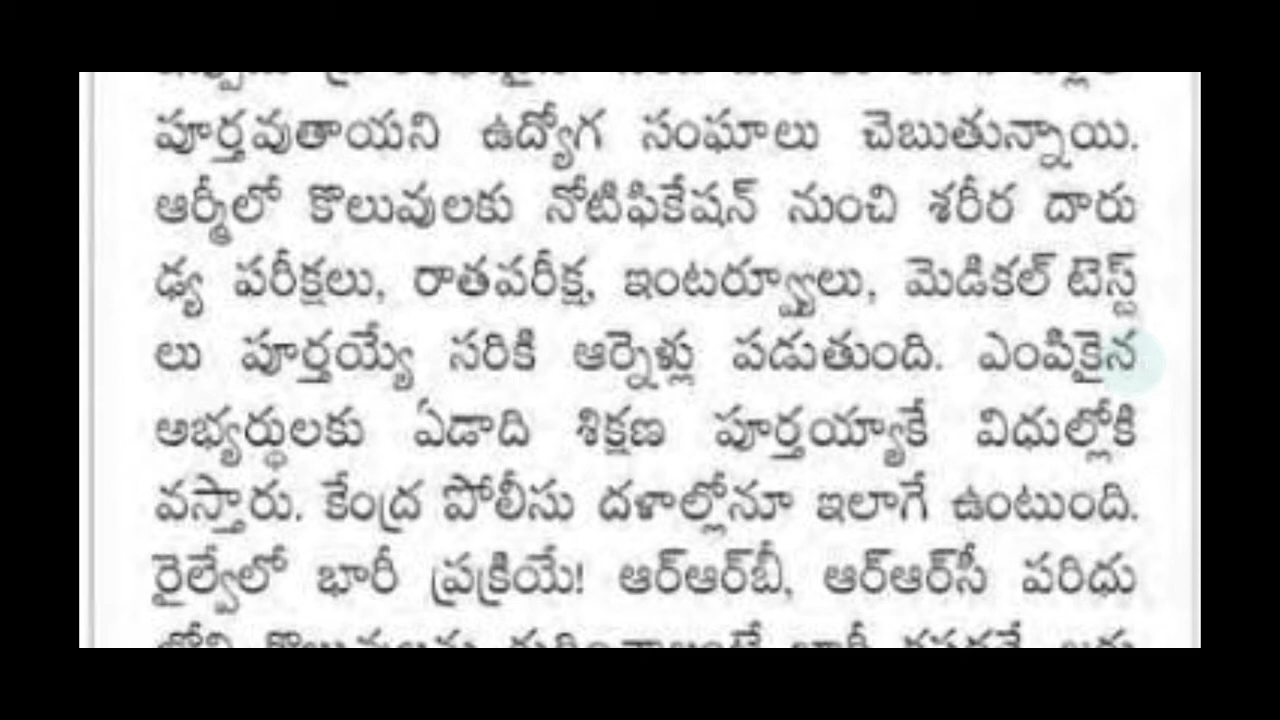 పూర్తవుతాయని ఉద్యోగ సంఘాలు చెబుతున్నాయి.
ఆర్మీలో కొలువులకు నోటిఫికేషన్ నుంచి శరీర దారు
ఢ్య పరీక్షలు, రాతపరీక్ష, ఇంటర్వ్యూలు, మెడికల్ టెస్ట్
లు పూర్తయ్యే సరికి ఆర్నెళ్లు పడుతుంది. ఎంపికైన
అభ్యర్థులకు ఏడాది శిక్షణ పూర్తయ్యాకే విధుల్లోకి
వస్తారు. కేంద్ర పోలీసు దళాల్లోనూ ఇలాగే ఉంటుంది.
రైల్వేలో భారీ ప్రక్రియే! ఆర్ఆర్‌బీ, ఆర్ఆర్‌సీ పరిధు